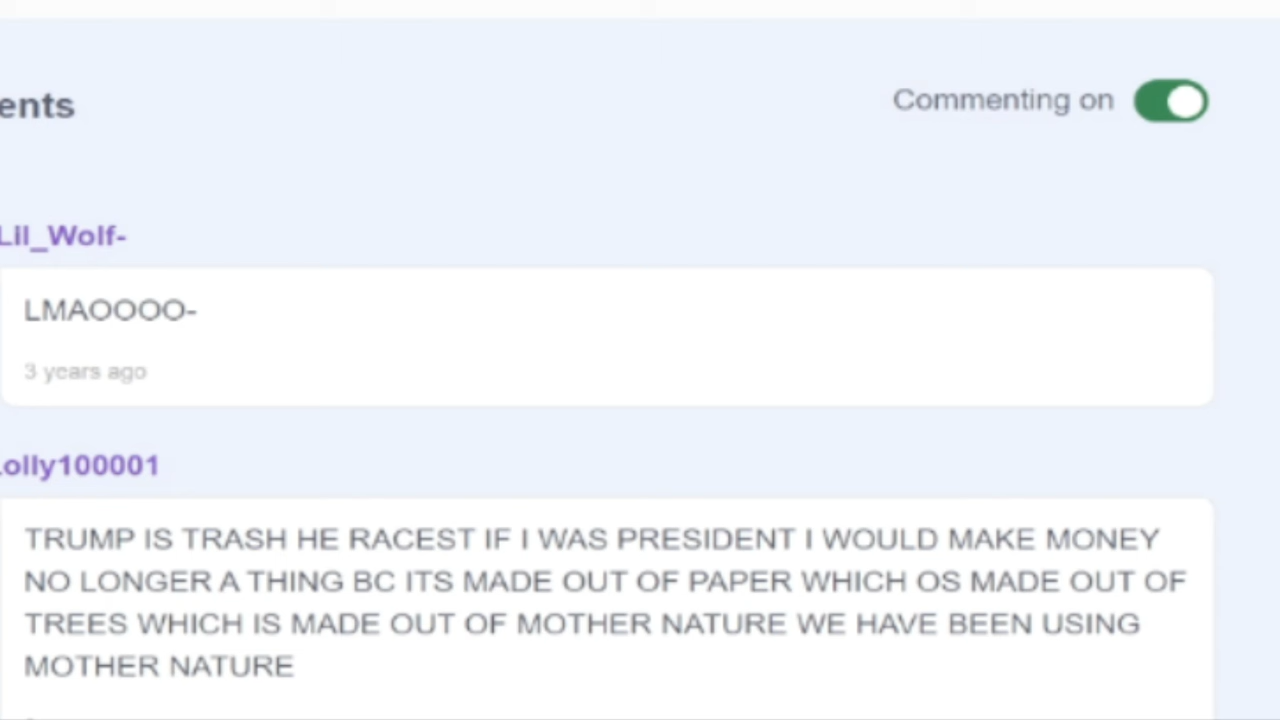 ents
Commenting on
Lil_Wolf-
LMAOOOO-
3 years ago
olly100001
TRUMP IS TRASH HE RACEST IF I WAS PRESIDENT I WOULD MAKE MONEY
NO LONGER A THING BC ITS MADE OUT OF PAPER WHICH OS MADE OUT OF
TREES WHICH IS MADE OUT OF MOTHER NATURE WE HAVE BEEN USING
MOTHER NATURE